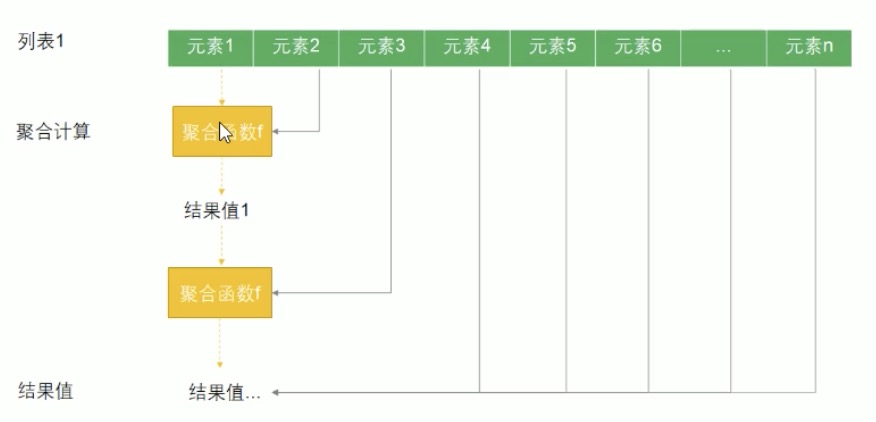 列表1 元素1 元素2 元素3 元素4 元素5 元素6 ... 元素n
聚合计算 聚合函数f
结果值1
聚合函数f
结果值 结果值...